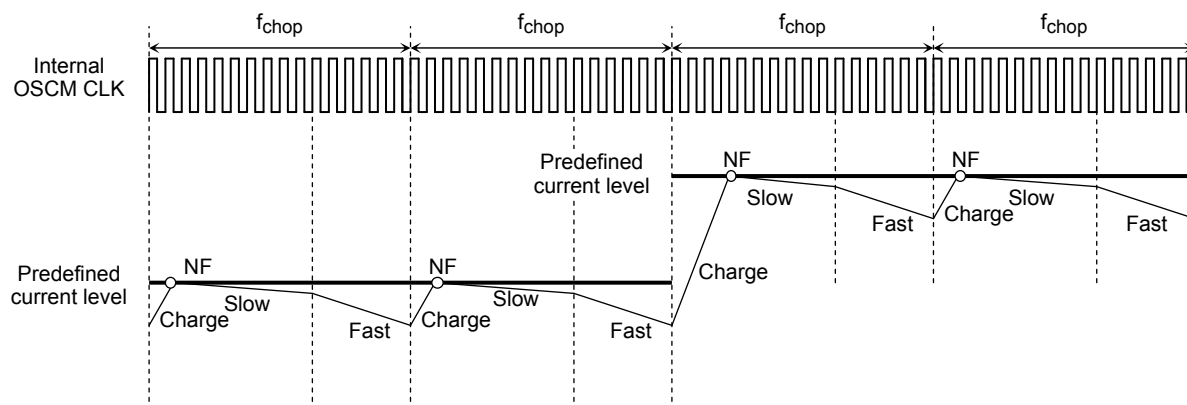 fchop
fchop
fchop
fchop
Internal
OSCM CLK
Predefined
current level
NF
Slow
Fast
Charge
NF
Slow
Fast
Charge
Predefined
current level
NF
Slow
Fast
Charge
NF
Slow
Fast
Charge